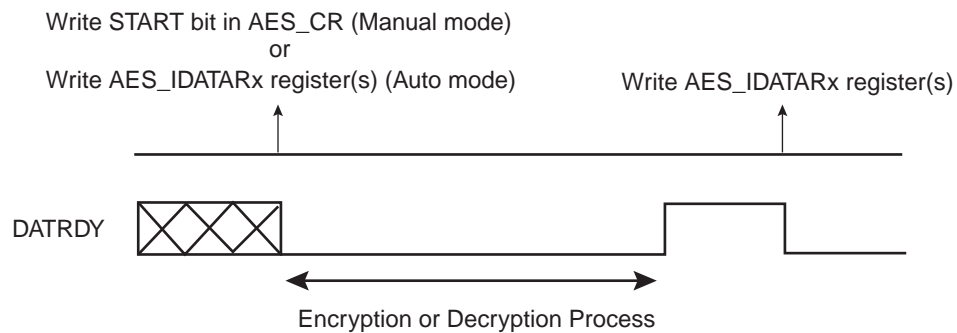 Write START bit in AES_CR (Manual mode)
or
Write AES_IDATARx register(s) (Auto mode)
Write AES_IDATARx register(s)
DATRDY
Encryption or Decryption Process